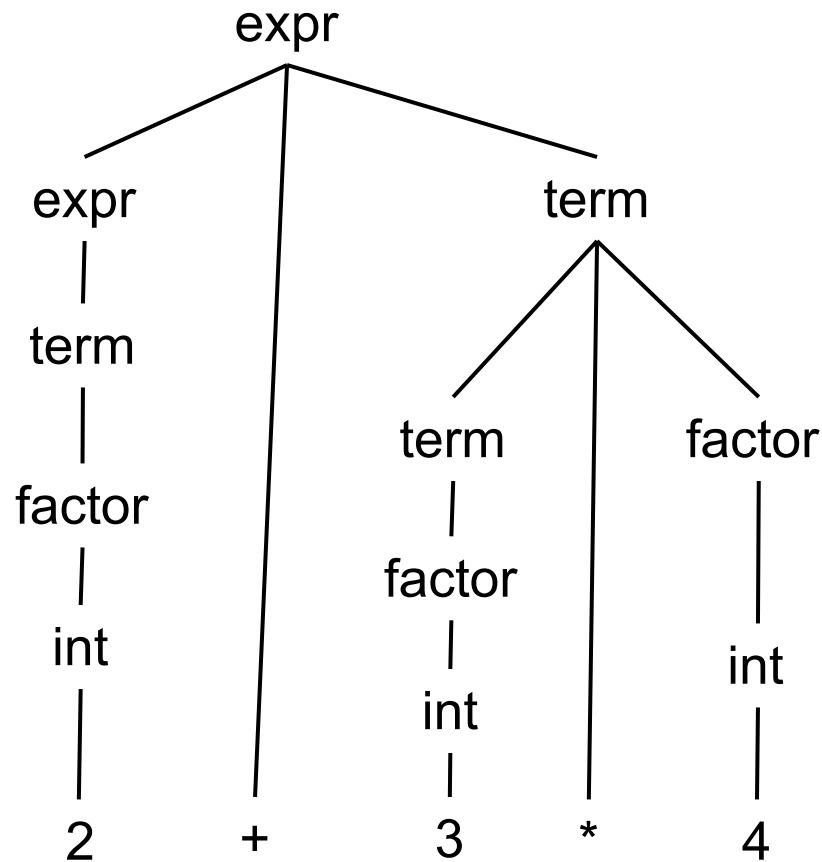 expr
expr term
term
term factor
factor
factor
int
int
int
2 + 3 * 4